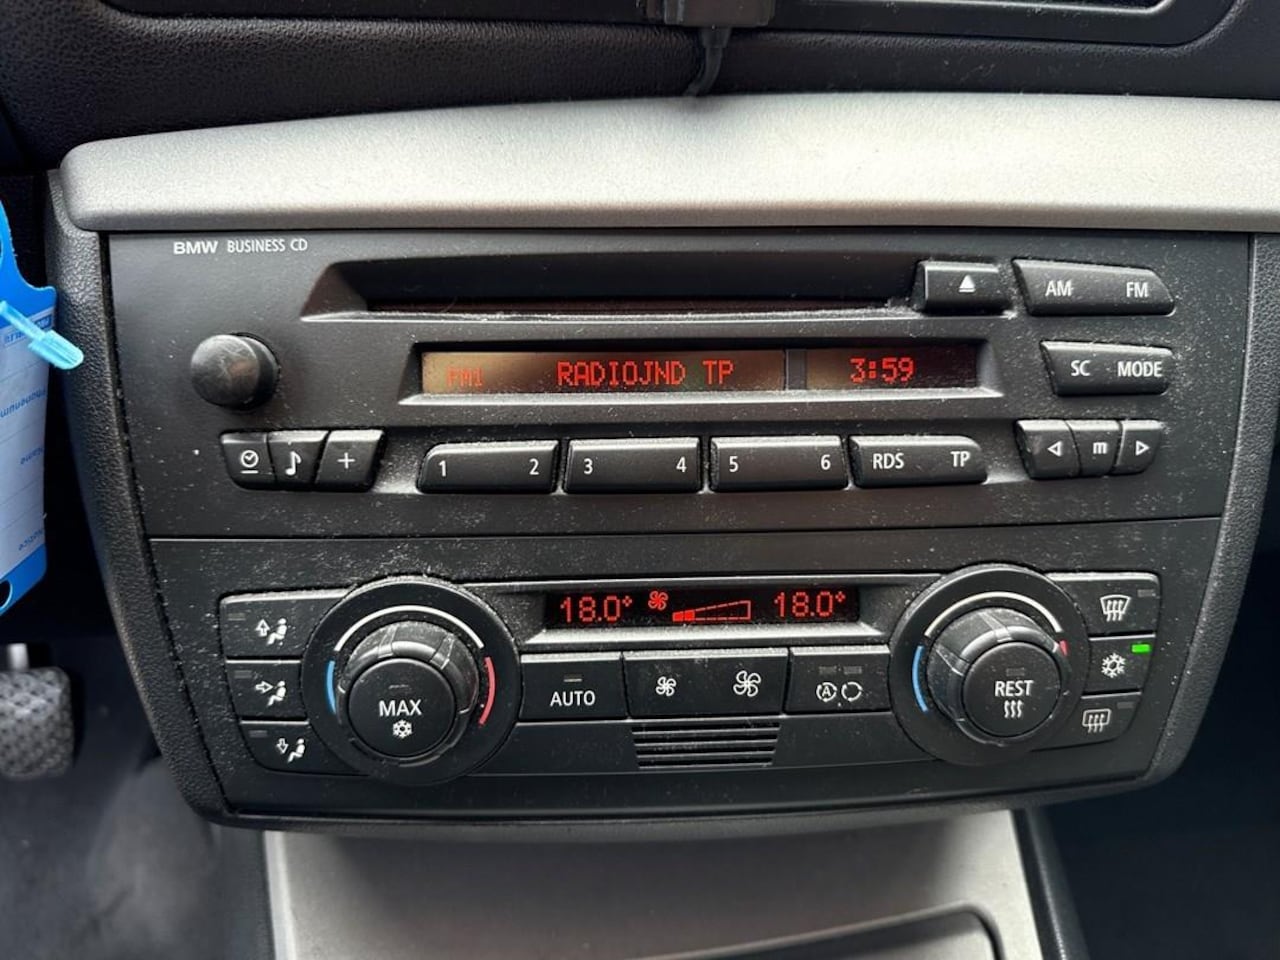 BMW BUSINESS CD
AM FM
FM1 RADIOJND TP 3:59
SC MODE
+
1 2 3 4 5 6 RDS TP m
18.0° 18.0°
MAX
AUTO
A
REST